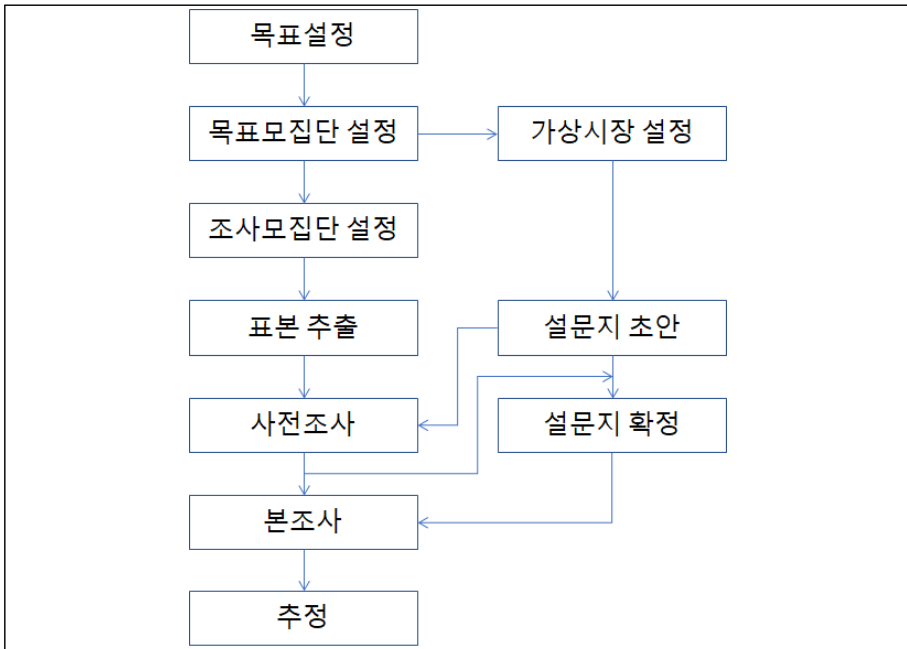 목표설정
목표모집단 설정
가상시장 설정
조사모집단 설정
표본 추출
설문지 초안
사전조사
설문지 확정
본조사
추정